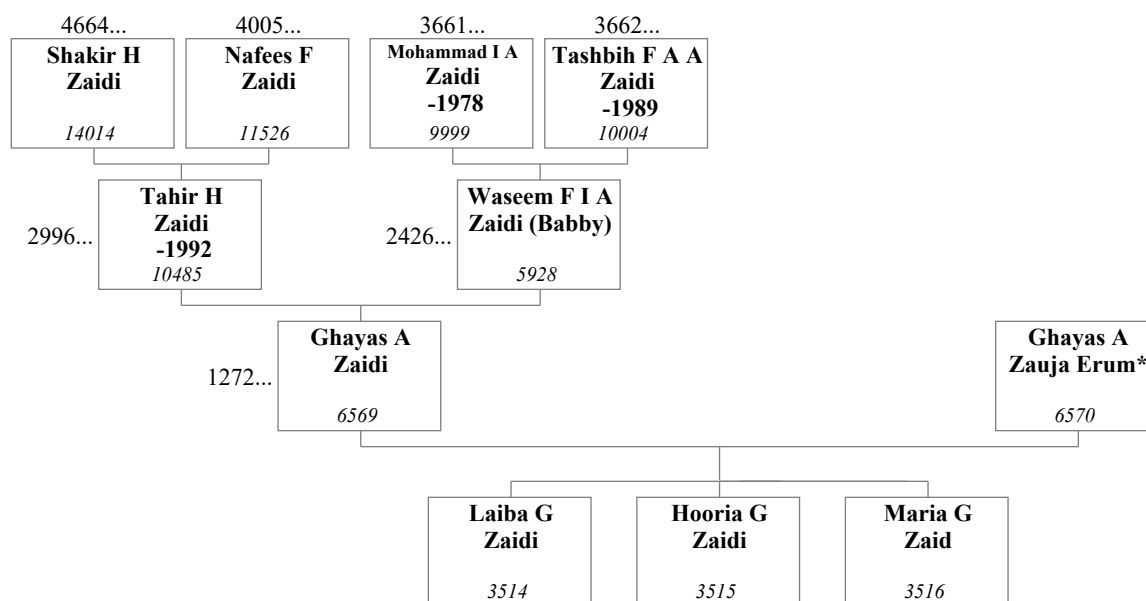 4664...
4005...
3661...
3662...
Shakir H
Zaidi
14014
Nafees F
Zaidi
11526
Mohammad I A
Zaidi
-1978
9999
Tashbih F A A
Zaidi
-1989
10004
2996...
Tahir H
Zaidi
-1992
10485
2426...
Waseem F I A
Zaidi (Babby)
5928
1272...
Ghayas A
Zaidi
6569
Ghayas A
Zauja Erum*
6570
Laiba G
Zaidi
3514
Hooria G
Zaidi
3515
Maria G
Zaid
3516